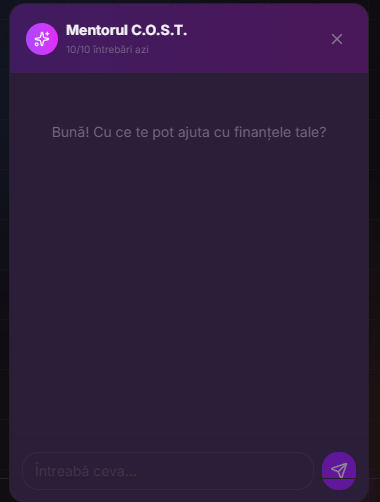 Mentorul C.O.S.T.
10/10 întrebări azi
Bună! Cu ce te pot ajuta cu finanțele tale?
Întreabă ceva...